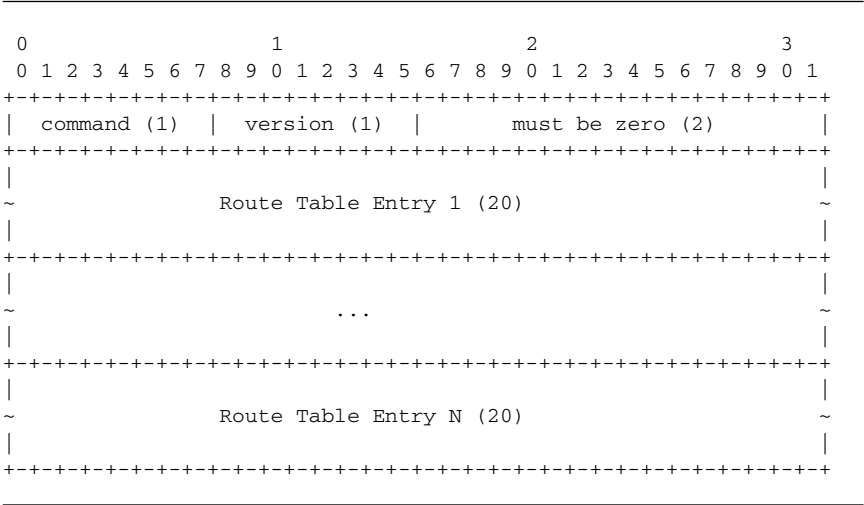 0                   1                   2                   3
0 1 2 3 4 5 6 7 8 9 0 1 2 3 4 5 6 7 8 9 0 1 2 3 4 5 6 7 8 9 0 1
+-+-+-+-+-+-+-+-+-+-+-+-+-+-+-+-+-+-+-+-+-+-+-+-+-+-+-+-+-+-+-+-+
|  command (1)  |  version (1)  |       must be zero (2)        |
+-+-+-+-+-+-+-+-+-+-+-+-+-+-+-+-+-+-+-+-+-+-+-+-+-+-+-+-+-+-+-+-+
|                                                               |
~                Route Table Entry 1 (20)                       ~
|                                                               |
+-+-+-+-+-+-+-+-+-+-+-+-+-+-+-+-+-+-+-+-+-+-+-+-+-+-+-+-+-+-+-+-+
|                                                               |
~                         ...                                   ~
|                                                               |
+-+-+-+-+-+-+-+-+-+-+-+-+-+-+-+-+-+-+-+-+-+-+-+-+-+-+-+-+-+-+-+-+
|                                                               |
~                Route Table Entry N (20)                       ~
|                                                               |
+-+-+-+-+-+-+-+-+-+-+-+-+-+-+-+-+-+-+-+-+-+-+-+-+-+-+-+-+-+-+-+-+